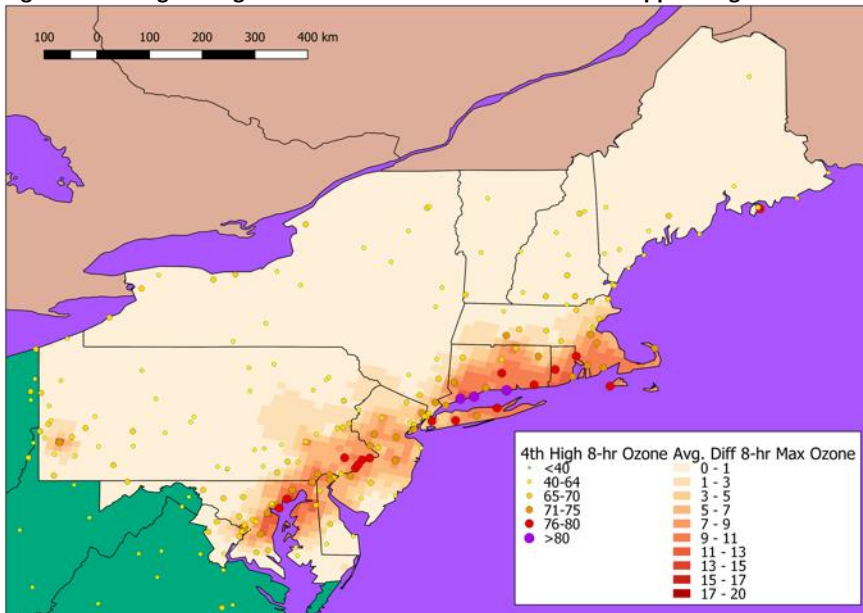 100 0 100 200 300 400 km
4th High 8-hr Ozone
<40
40-64
65-70
71-75
76-80
>80
Avg. Diff 8-hr Max Ozone
0 - 1
1 - 3
3 - 5
5 - 7
7 - 9
9 - 11
11 - 13
13 - 15
15 - 17
17 - 20